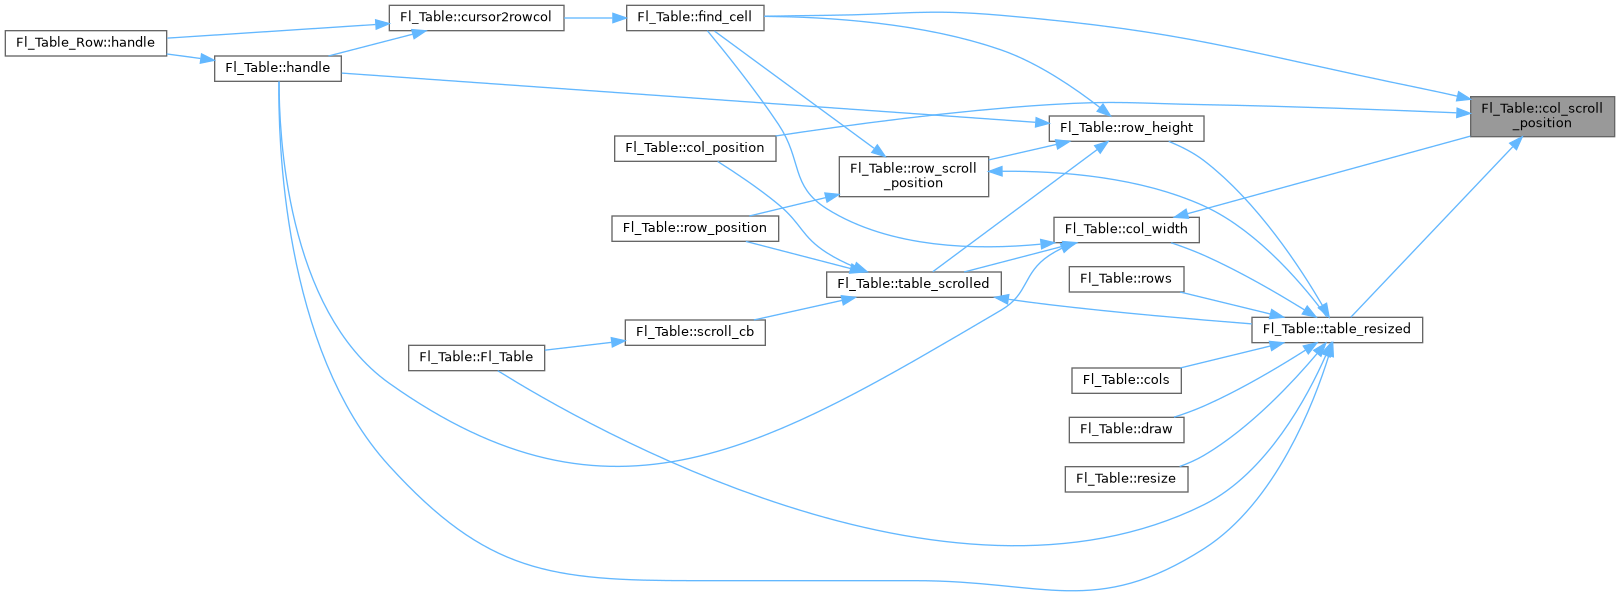 Fl_Table::cursor2rowcol
Fl_Table::find_cell
Fl_Table_Row::handle
Fl_Table::handle
Fl_Table::col_scroll
_position
Fl_Table::row_height
Fl_Table::col_position
Fl_Table::row_scroll
_position
Fl_Table::row_position
Fl_Table::col_width
Fl_Table::rows
Fl_Table::table_scrolled
Fl_Table::scroll_cb
Fl_Table::table_resized
Fl_Table::Fl_Table
Fl_Table::cols
Fl_Table::draw
Fl_Table::resize